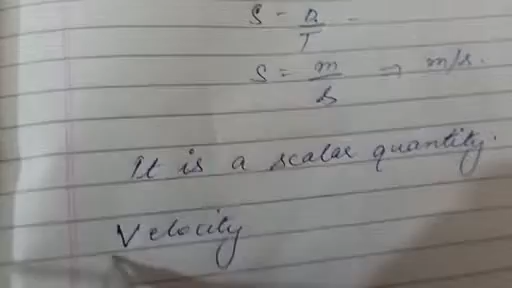 S = D/T
S = m/s ⇒ m/s.
It is a scalar quantity.
Velocity